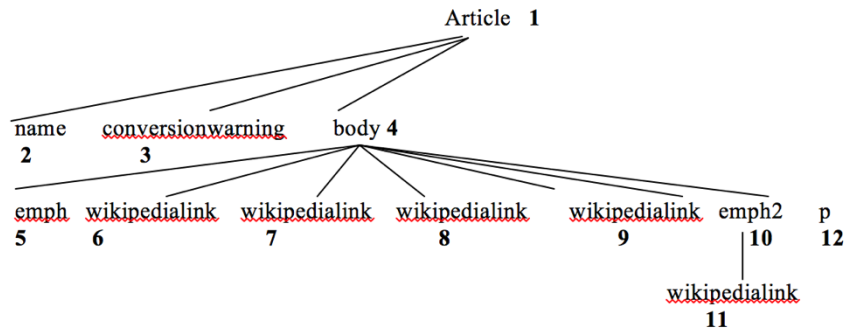 Article 1
name conversionwarning body 4
2 3
emph wikipedialink wikipedialink wikipedialink wikipedialink emph2 p
5 6 7 8 9 10 12
wikipedialink
11